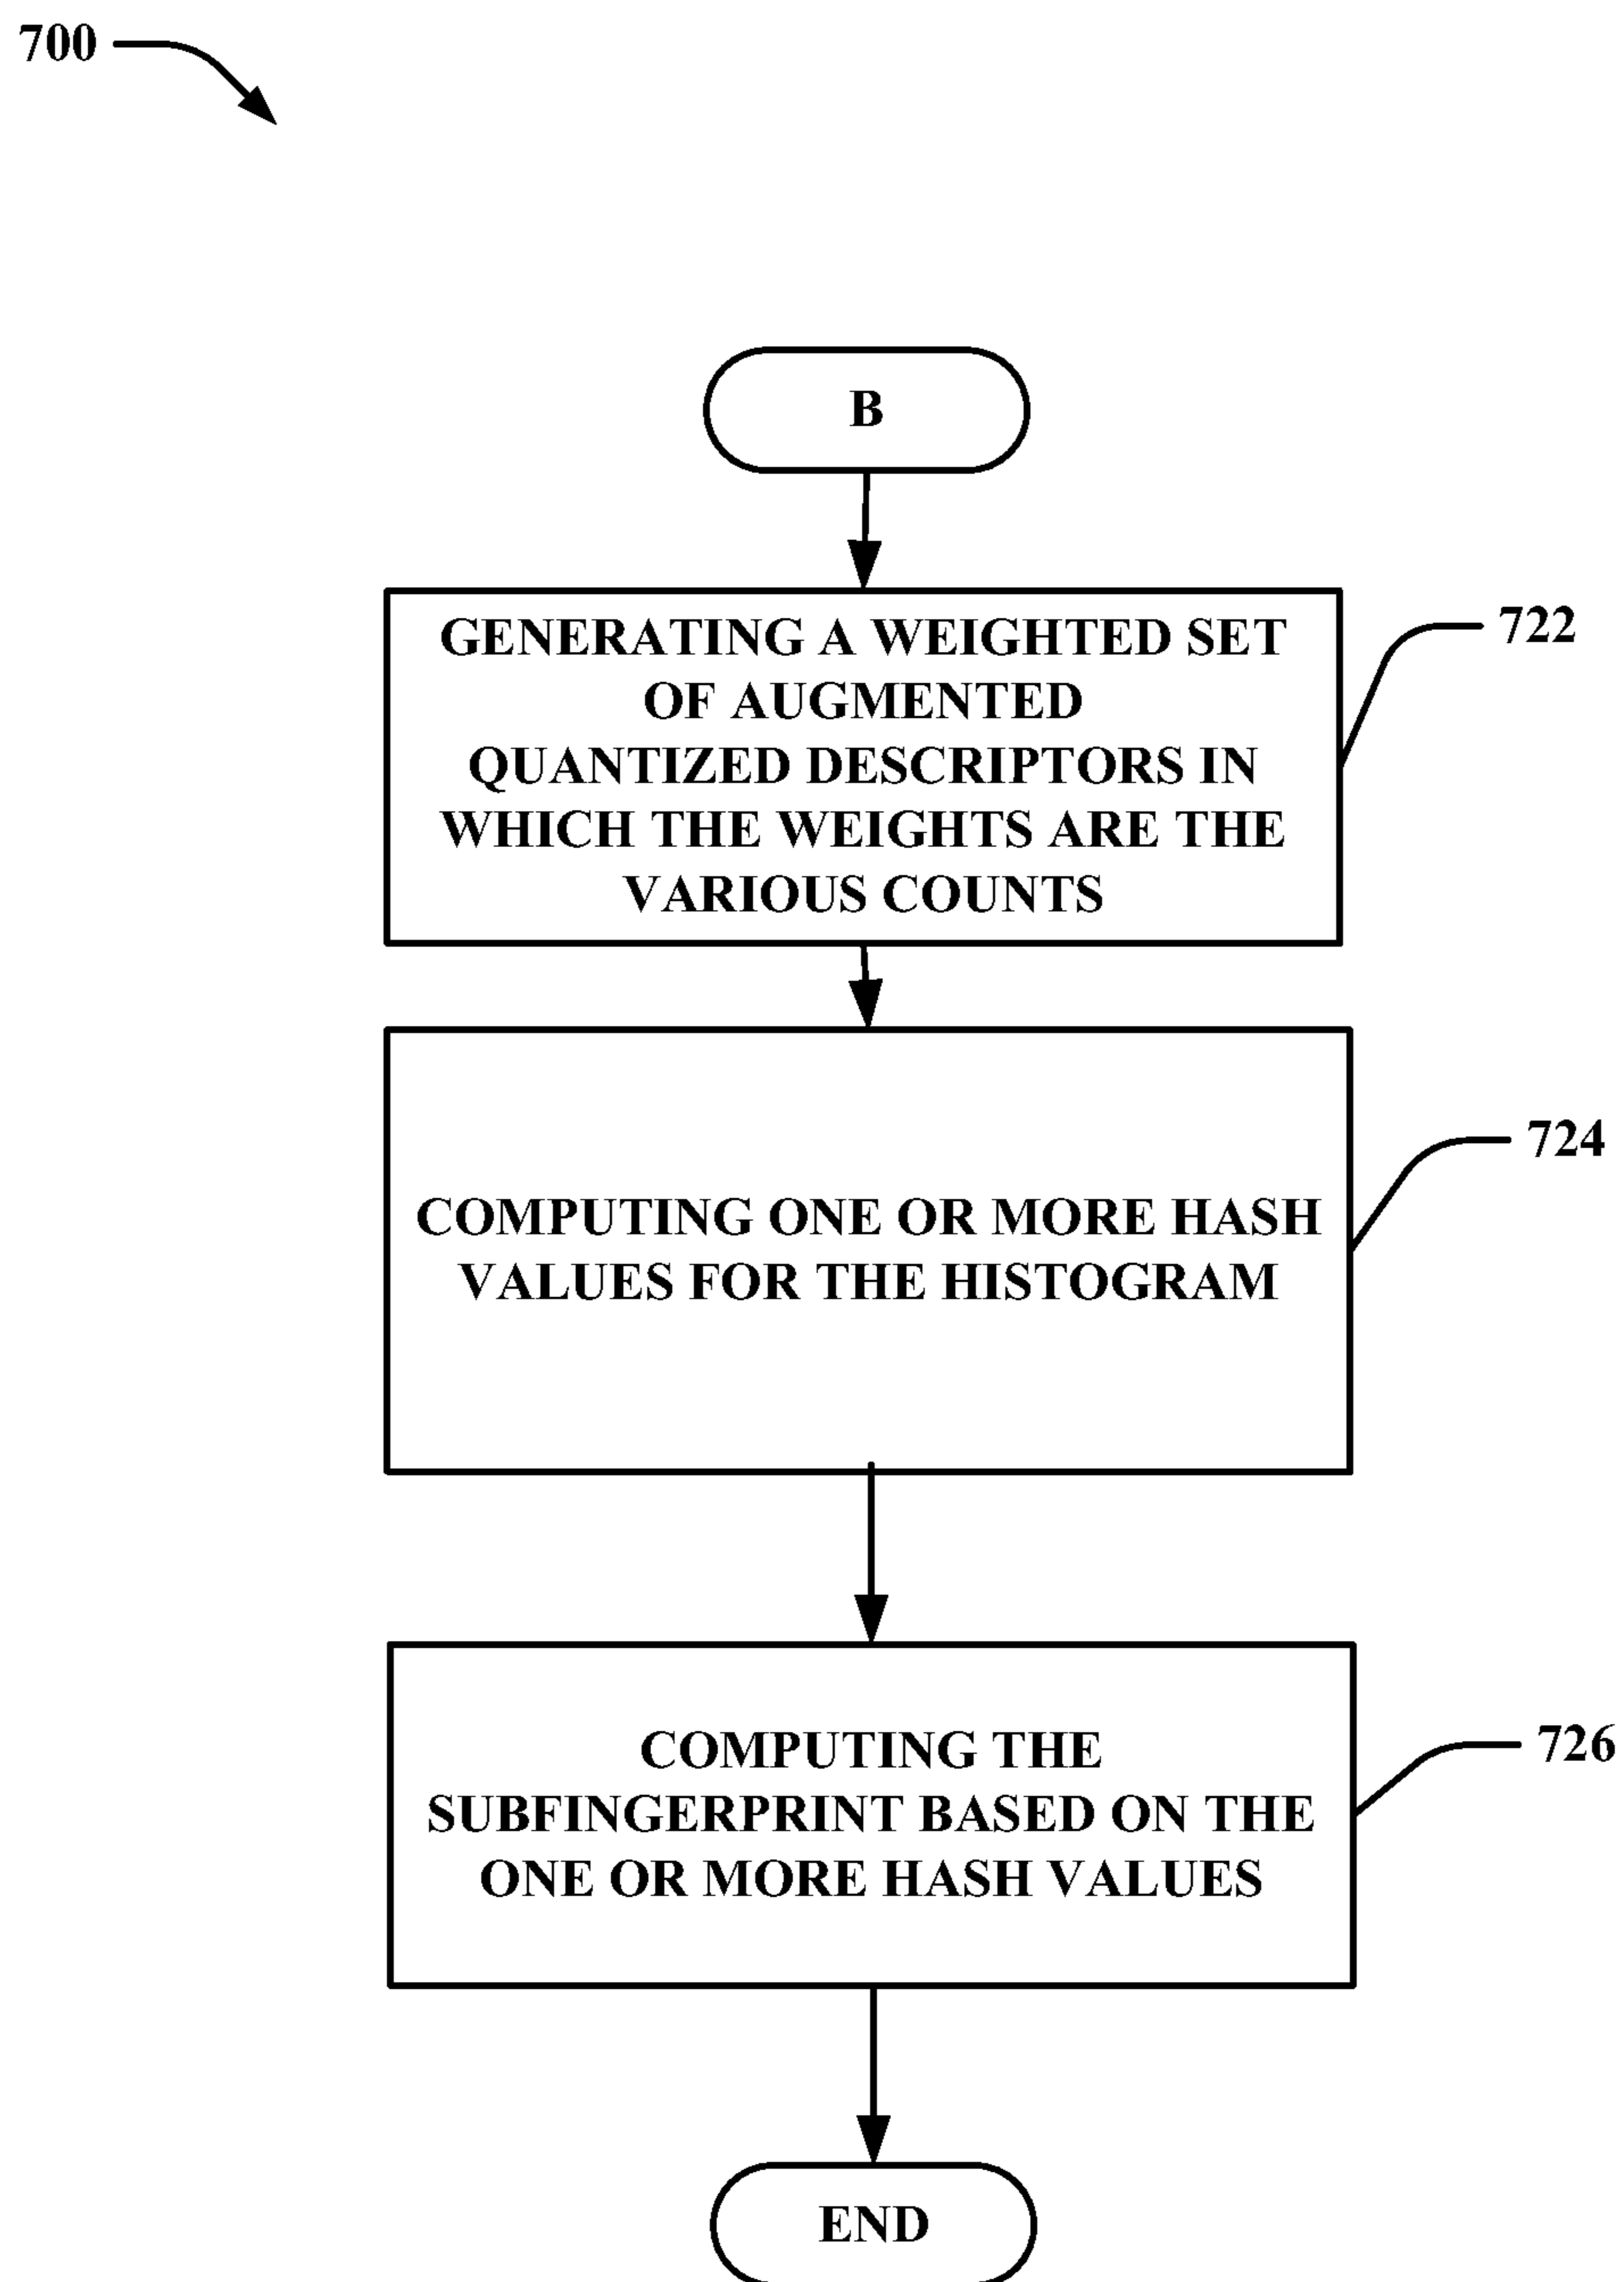 700
B
GENERATING A WEIGHTED SET
OF AUGMENTED
QUANTIZED DESCRIPTORS IN
WHICH THE WEIGHTS ARE THE
VARIOUS COUNTS
722
COMPUTING ONE OR MORE HASH
VALUES FOR THE HISTOGRAM
724
COMPUTING THE
SUBFINGERPRINT BASED ON THE
ONE OR MORE HASH VALUES
726
END